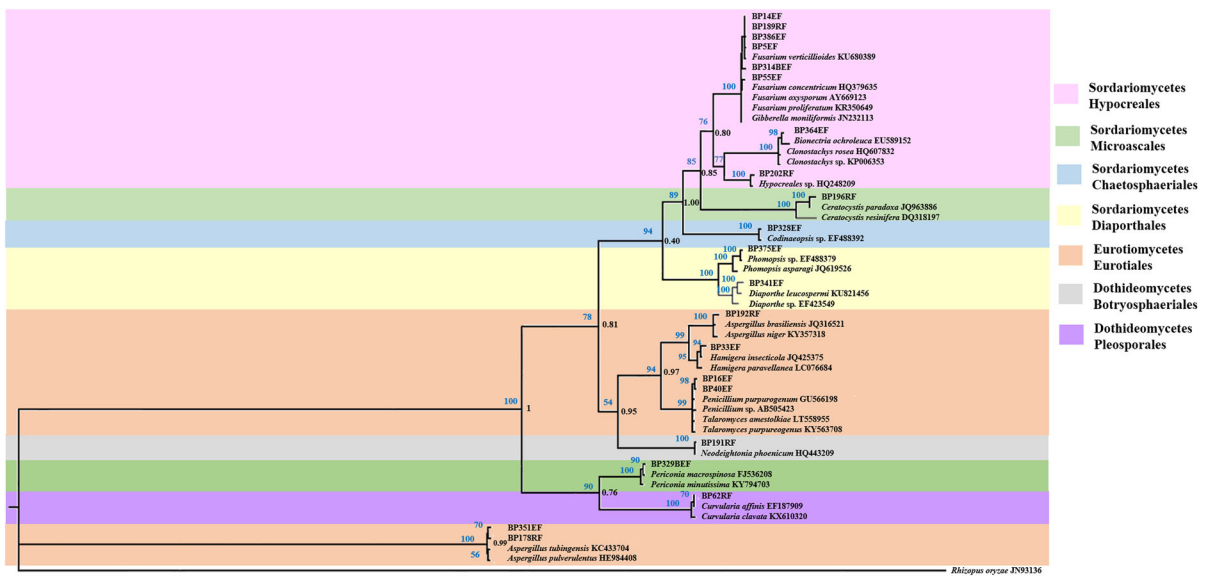 BP14EF
BP189RF
BP386EF
BP5EF
Fusarium verticillioides KU680389
BP314BEF
BP55EF
100
Fusarium concentricum HQ379635
Fusarium oxysporum AY669123
Fusarium proliferatum KR350649
Gibberella moniliformis JN232113
76
0.80
98
BP364EF
Bionectria ochroleuca EU589152
100
Clonostachys rosea HQ607832
Clonostachys sp. KP006353
77
85
0.85
100
BP202RF
Hypocreales sp. HQ248209
89
1.00
100
BP196RF
100
Ceratocystis paradoxa JQ963886
Ceratocystis resinifera DQ318197
94
0.40
100
BP328EF
Codinaeopsis sp. EF488392
100
BP375EF
100
Phomopsis sp. EF488379
Phomopsis asparagi JQ619526
100
100
BP341EF
100
Diaporthe leucospermi KU821456
Diaporthe sp. EF423549
78
0.81
100
BP192RF
Aspergillus brasiliensis JQ316521
Aspergillus niger KY357318
99
94
BP33EF
95
Hamigera insecticola JQ425375
Hamigera paravellanea LC076684
94
0.97
98
BP16EF
BP40EF
Penicillium purpurogenum GU566198
99
Penicillium sp. AB505423
Talaromyces amestolkiae LT558955
Talaromyces purpureogenus KY563708
54
0.95
100
BP191RF
Neodeightonia phoenicum HQ443209
100
1
90
BP329BEF
100
Periconia macrospinosa FJ536208
Periconia minutissima KY794703
90
0.76
70
BP62RF
100
Curvularia affinis EF187909
Curvularia clavata KX610320
70
BP351EF
100
0.99
BP178RF
Aspergillus tubingensis KC433704
56
Aspergillus pulverulentus HE984408
Rhizopus oryzae JN93136
Sordariomycetes
Hypocreales
Sordariomycetes
Microascales
Sordariomycetes
Chaetosphaeriales
Sordariomycetes
Diaporthales
Eurotiomycetes
Eurotiales
Dothideomycetes
Botryosphaeriales
Dothideomycetes
Pleosporales